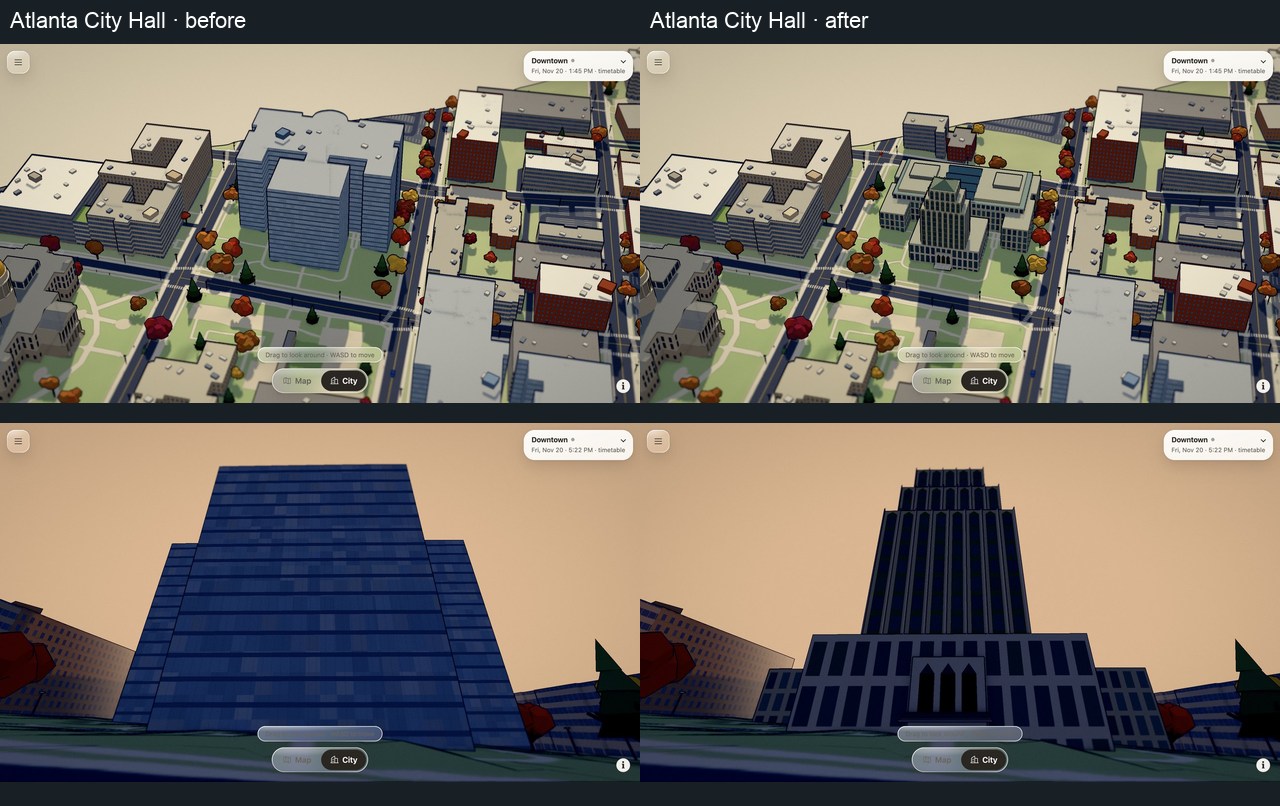 Atlanta City Hall · before
Atlanta City Hall · after
Downtown
Fri, Nov 20 · 1:45 PM · timetable
Drag to look around · WASD to move
Map
City
i
Downtown
Fri, Nov 20 · 1:45 PM · timetable
Drag to look around · WASD to move
Map
City
i
Downtown
Fri, Nov 20 · 5:22 PM · timetable
Map
City
i
Downtown
Fri, Nov 20 · 5:22 PM · timetable
Map
City
i